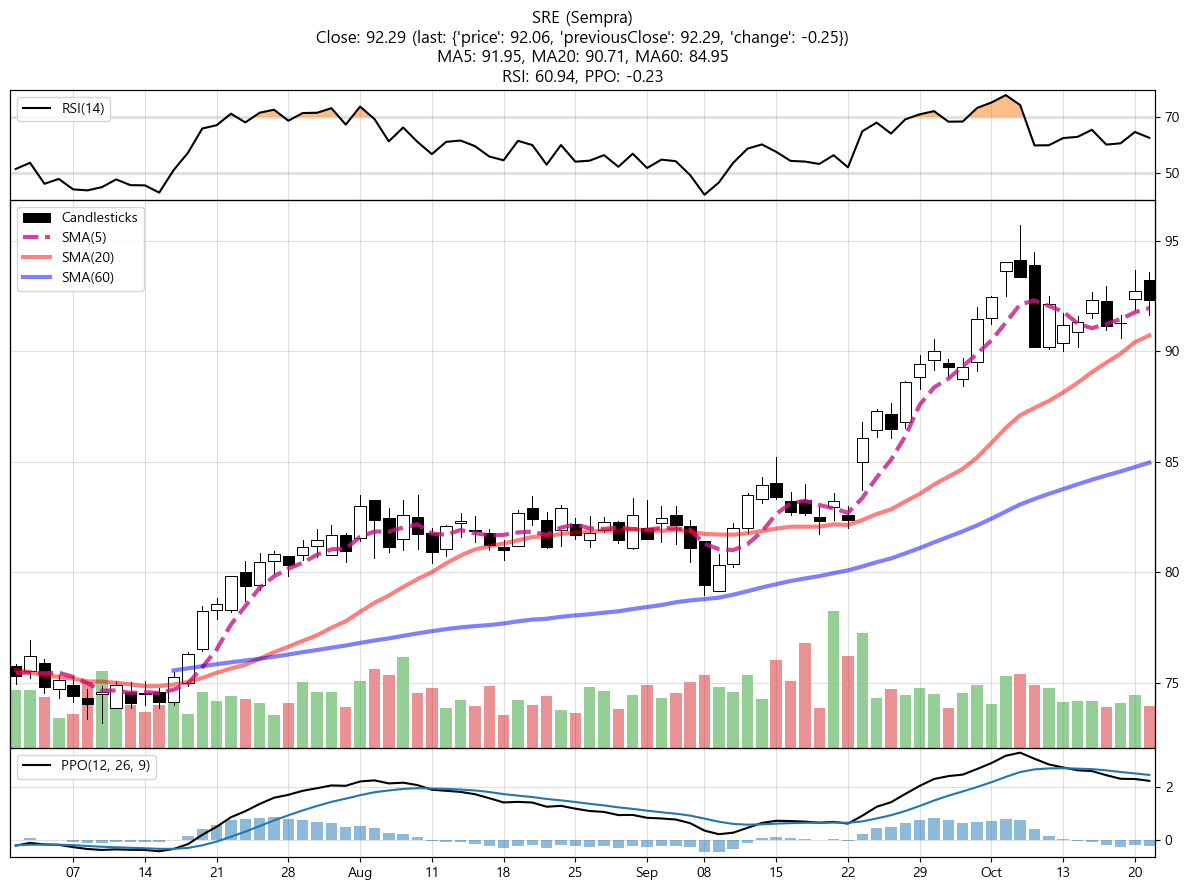 SRE (Sempra)
Close: 92.29 (last: {'price': 92.06, 'previousClose': 92.29, 'change': -0.25})
MA5: 91.95, MA20: 90.71, MA60: 84.95
RSI: 60.94, PPO: -0.23
RSI(14)
70
50
Candlesticks
SMA(5)
SMA(20)
SMA(60)
95
90
85
80
75
PPO(12, 26, 9)
2
0
07 14 21 28 Aug 11 18 25 Sep 08 15 22 29 Oct 13 20